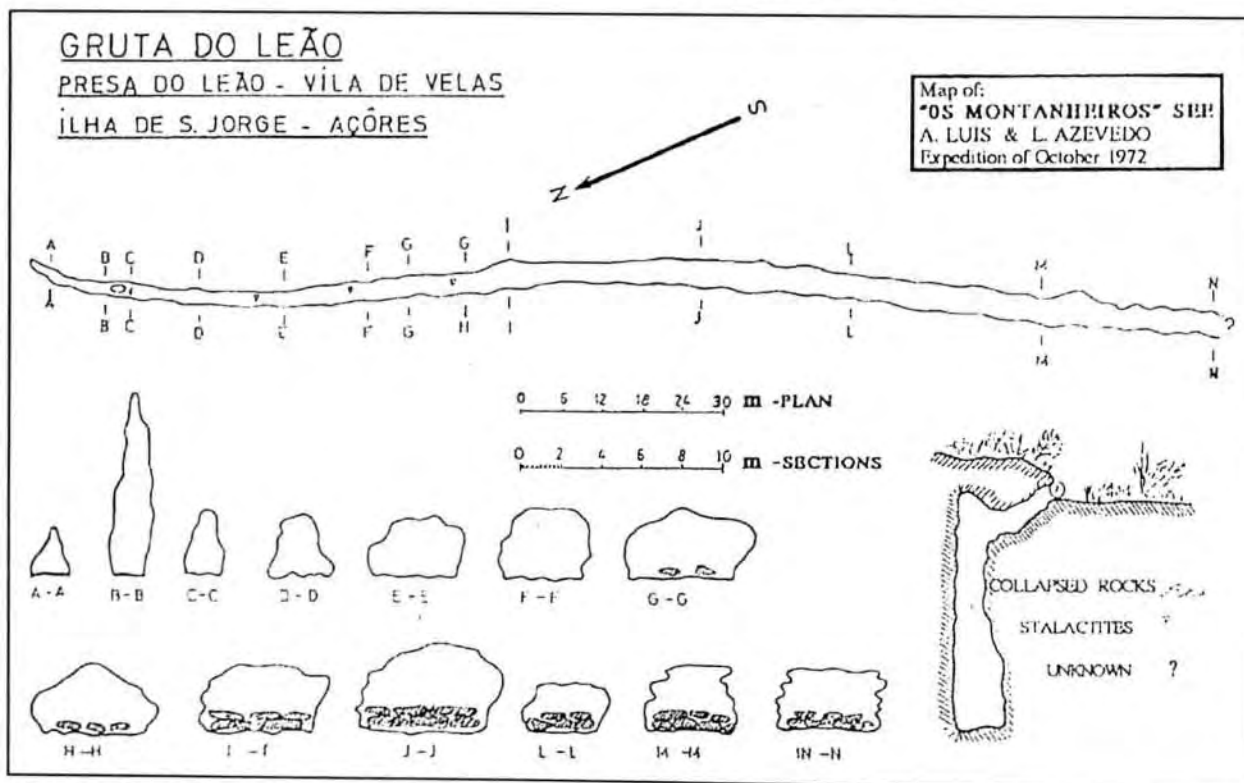 GRUTA DO LEÃO
PRESA DO LEÃO - VILA DE VELAS
ILHA DE S. JORGE - AÇÔRES
Map of:
"OS MONTANHEIROS" SEE
A. LUIS & L. AZEVEDO
Expedition of October 1972
S
N
A B C D E F G G I J L M N
A B C D E F G H I J L M N
?
0 6 12 18 24 30 m -PLAN
0 2 4 6 8 10 m -SECTIONS
A-A B-B C-C D-D E-E F-F G-G
COLLAPSED ROCKS
STALACTITES
UNKNOWN ?
H-H I-I J-J L-L M-M N-N